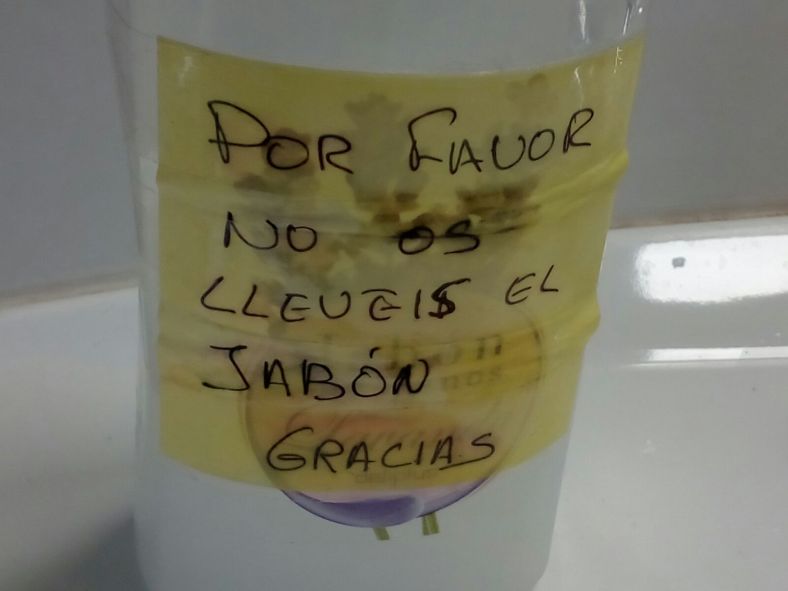 POR FAVOR
NO OS
LLEVEIS EL
JABÓN
GRACIAS